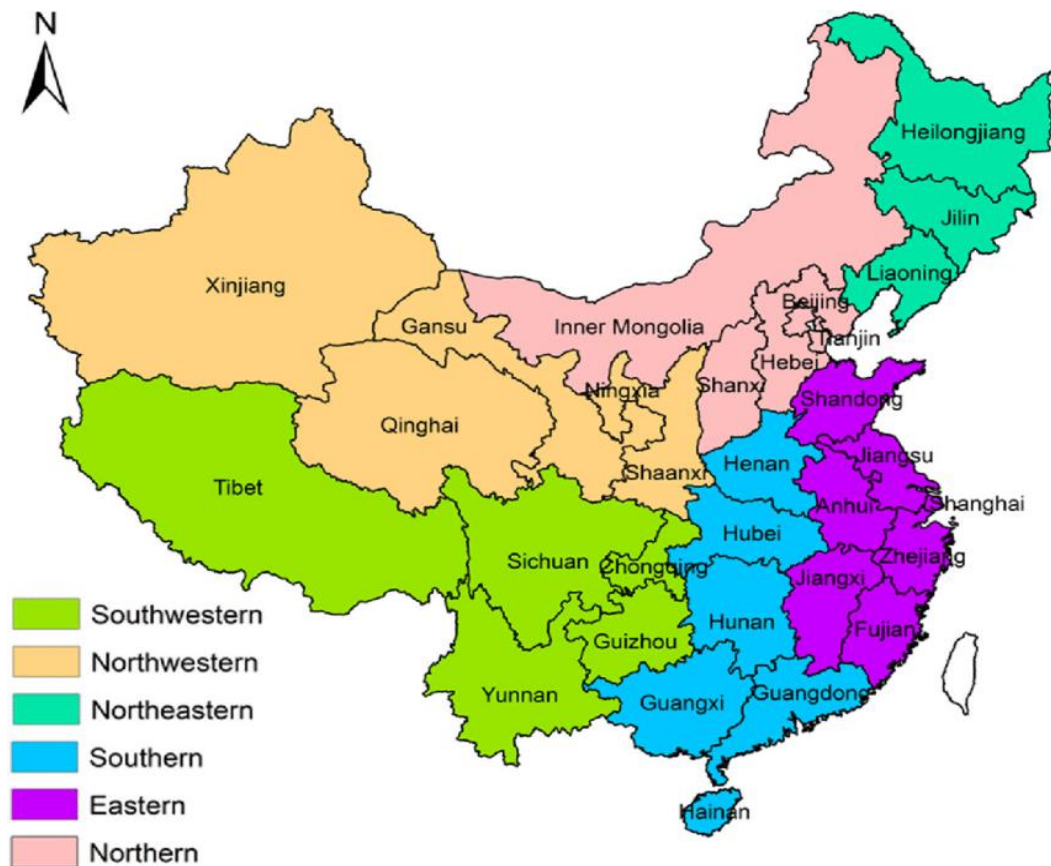 N
Heilongjiang
Jilin
Liaoning
Xinjiang
Gansu
Inner Mongolia
Beijing
Tianjin
Hebei
Shanxi
Ningxia
Qinghai
Shandong
Shaanxi
Henan
Jiangsu
Tibet
Anhui
Shanghai
Hubei
Sichuan
Chongqing
Zhejiang
Jiangxi
Hunan
Guizhou
Fujian
Yunnan
Guangxi
Guangdong
Hainan
Southwestern
Northwestern
Northeastern
Southern
Eastern
Northern